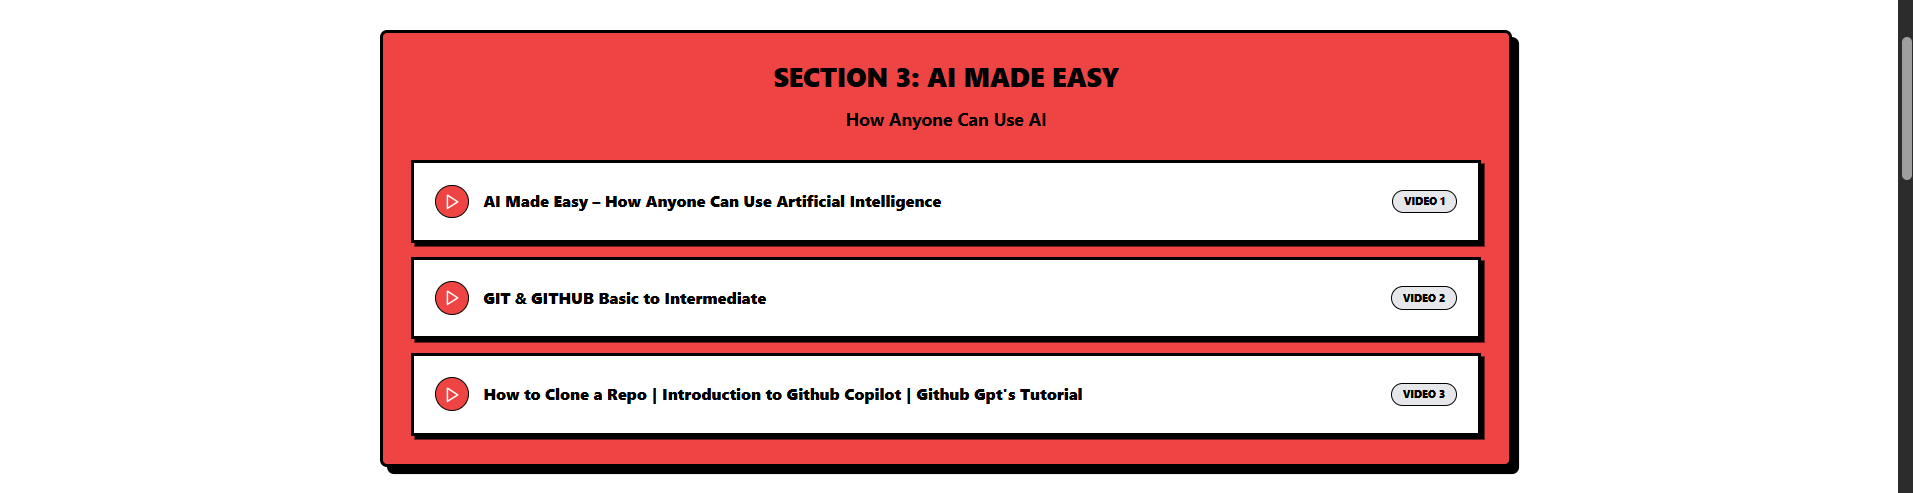 SECTION 3: AI MADE EASY
How Anyone Can Use AI
AI Made Easy – How Anyone Can Use Artificial Intelligence
VIDEO 1
GIT & GITHUB Basic to Intermediate
VIDEO 2
How to Clone a Repo | Introduction to Github Copilot | Github Gpt's Tutorial
VIDEO 3